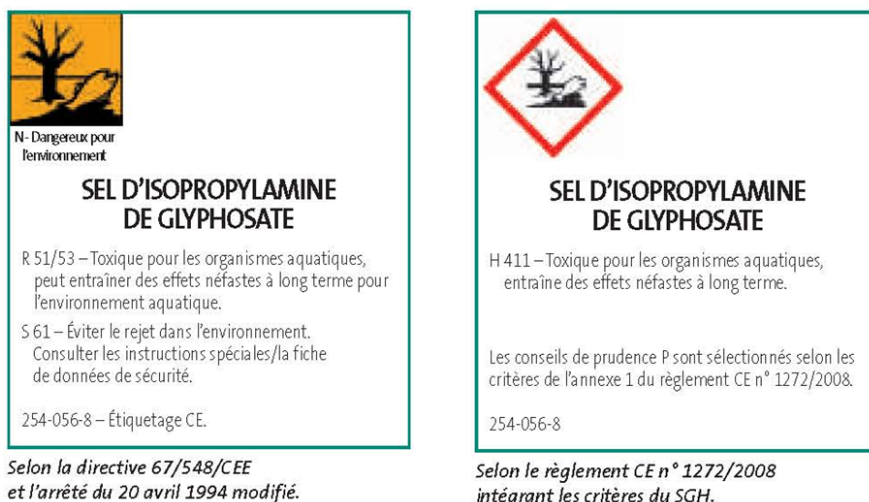 N - Dangereux pour
l'environnement
SEL D'ISOPROPYLAMINE
DE GLYPHOSATE
R 51/53 – Toxique pour les organismes aquatiques,
peut entraîner des effets néfastes à long terme pour
l'environnement aquatique.
S 61 – Éviter le rejet dans l'environnement.
Consulter les instructions spéciales/la fiche
de données de sécurité.
254-056-8 – Étiquetage CE.
Selon la directive 67/548/CEE
et l'arrêté du 20 avril 1994 modifié.
SEL D'ISOPROPYLAMINE
DE GLYPHOSATE
H 411 – Toxique pour les organismes aquatiques,
entraîne des effets néfastes à long terme.
Les conseils de prudence P sont sélectionnés selon les
critères de l'annexe 1 du règlement CE n° 1272/2008.
254-056-8
Selon le règlement CE n° 1272/2008
intégrant les critères du SGH.